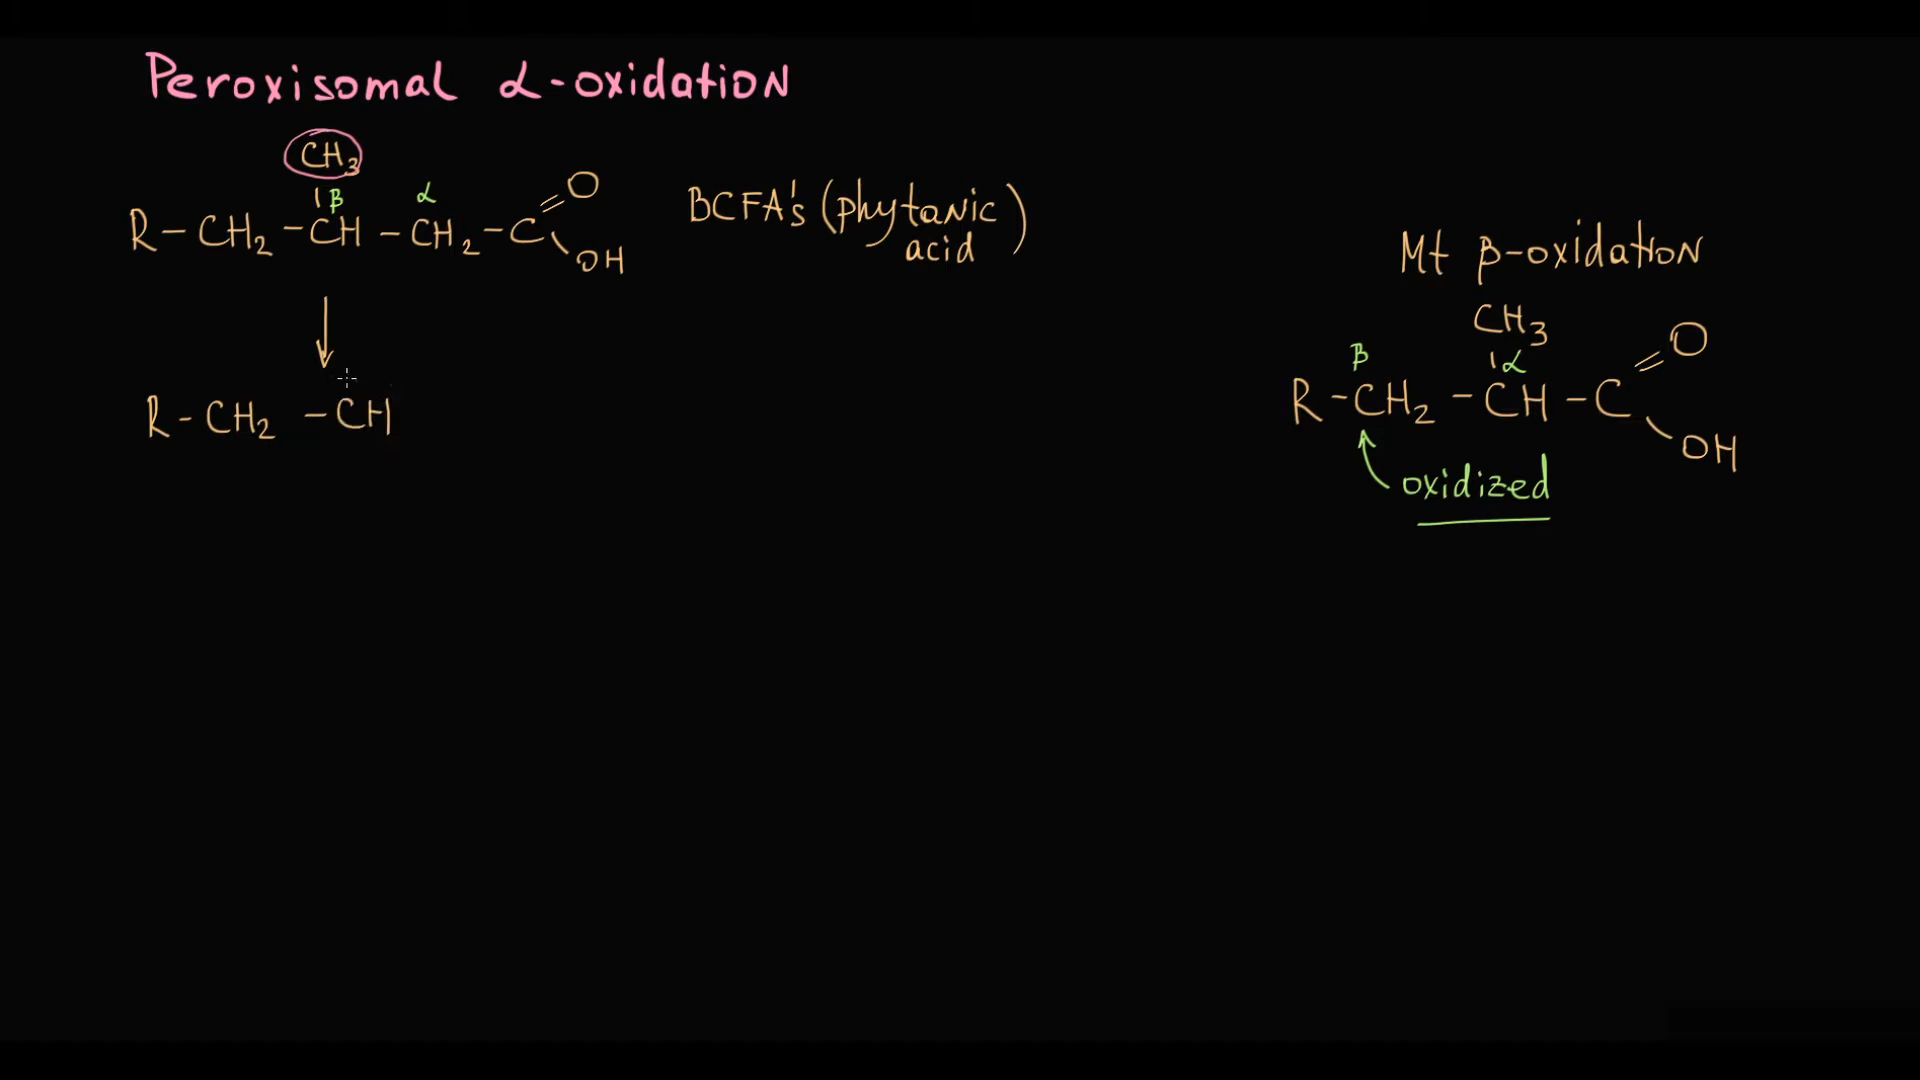 Peroxisomal α-oxidation
CH₃
β α
R-CH₂-CH-CH₂-C=O
OH
BCFA's (phytanic
acid)
R-CH₂-CH
Mt β-oxidation
CH₃
β α
R-CH₂-CH-C=O
OH
oxidized